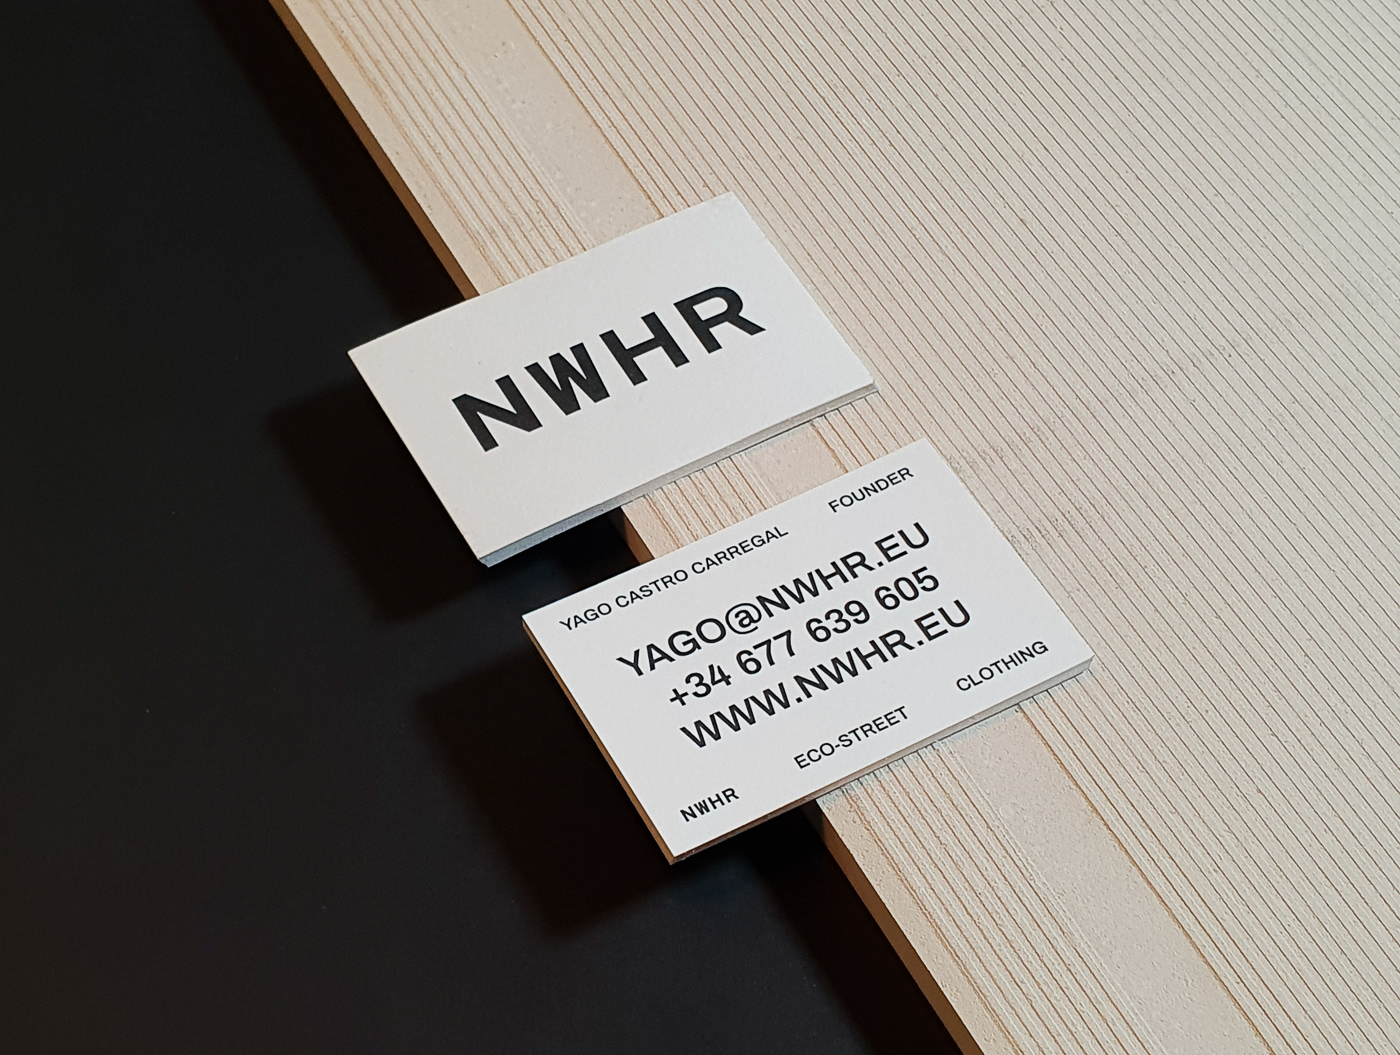 NWHR
YAGO CASTRO CARREGAL FOUNDER
YAGO@NWHR.EU
+34 677 639 605
WWW.NWHR.EU
NWHR ECO-STREET CLOTHING